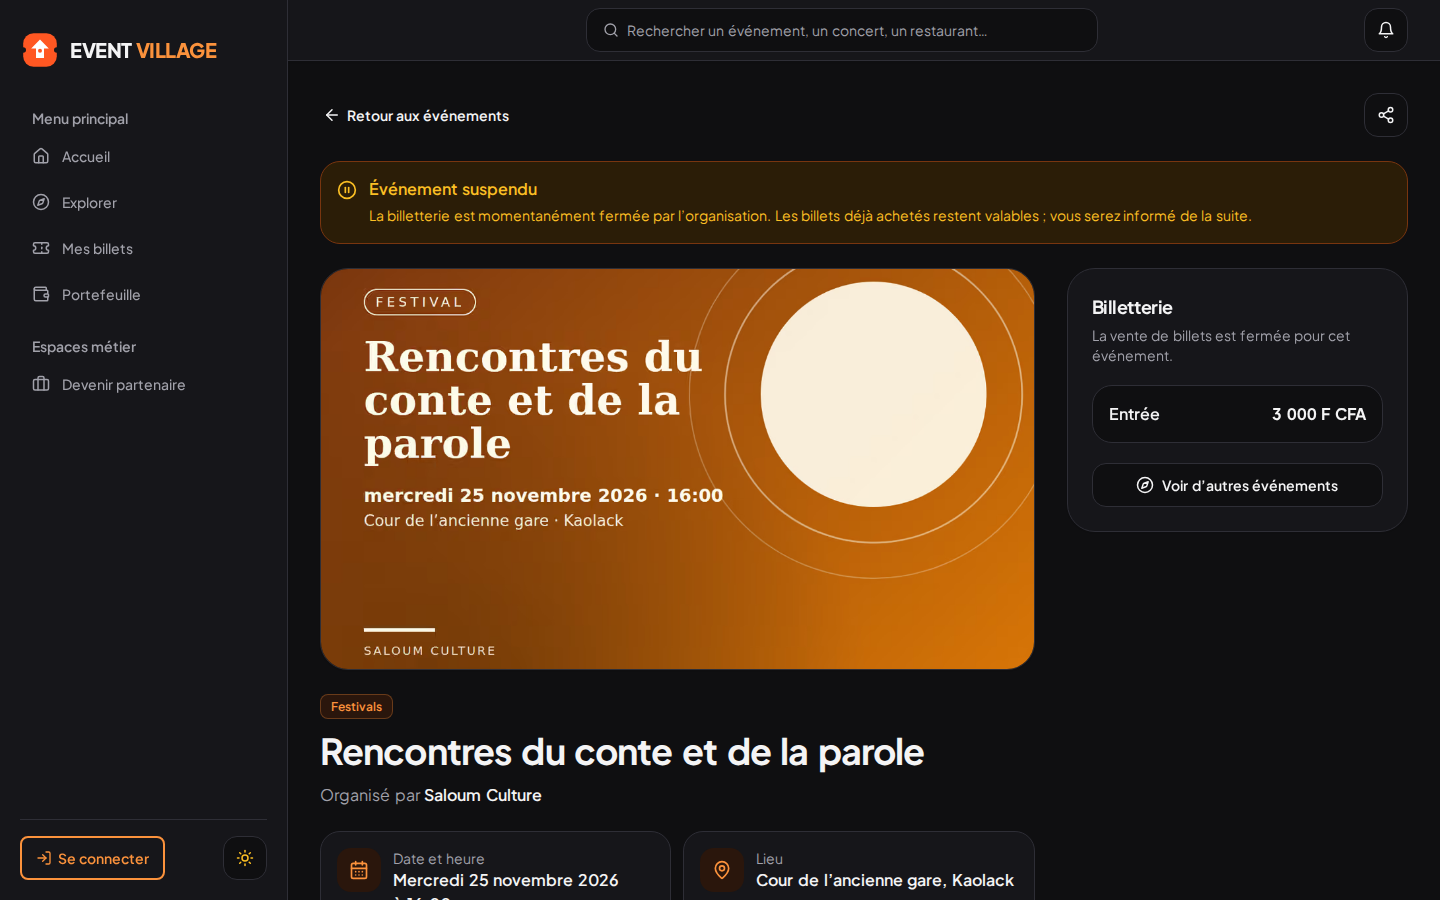 EVENT VILLAGE
Rechercher un événement, un concert, un restaurant...
Menu principal
Accueil
Explorer
Mes billets
Portefeuille
Espaces métier
Devenir partenaire
Se connecter
Retour aux événements
Événement suspendu
La billetterie est momentanément fermée par l'organisation. Les billets déjà achetés restent valables ; vous serez informé de la suite.
FESTIVAL
Rencontres du
conte et de la
parole
mercredi 25 novembre 2026 · 16:00
Cour de l'ancienne gare · Kaolack
SALOUM CULTURE
Billetterie
La vente de billets est fermée pour cet
événement.
Entrée 3 000 F CFA
Voir d'autres événements
Festivals
Rencontres du conte et de la parole
Organisé par Saloum Culture
Date et heure
Mercredi 25 novembre 2026
Lieu
Cour de l'ancienne gare, Kaolack